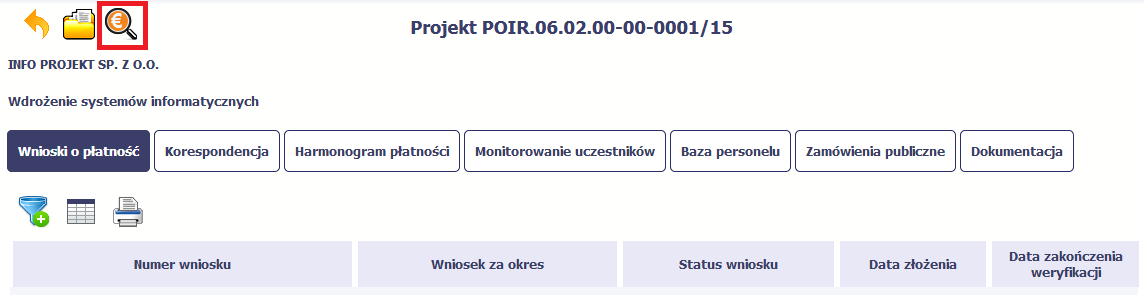 Projekt POIR.06.02.00-00-0001/15
INFO PROJEKT SP. Z O.O.
Wdrożenie systemów informatycznych
Wnioski o płatność Korespondencja Harmonogram płatności Monitorowanie uczestników Baza personelu Zamówienia publiczne Dokumentacja
Numer wniosku Wniosek za okres Status wniosku Data złożenia Data zakończenia
weryfikacji